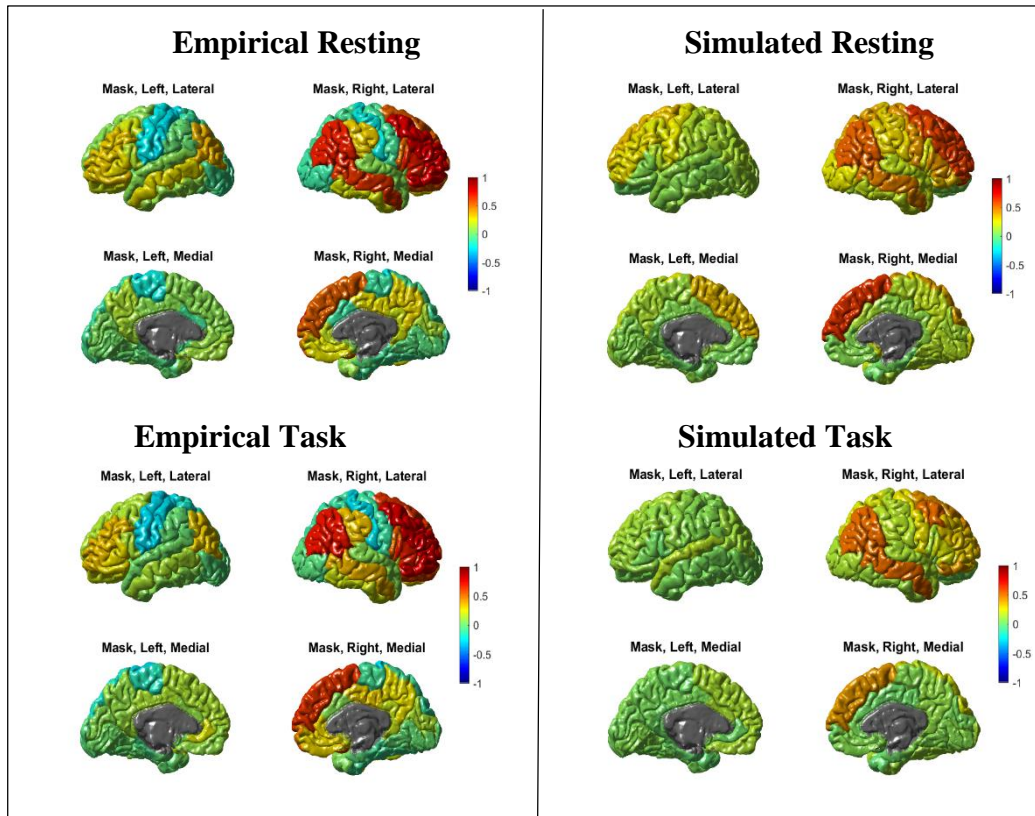 Empirical Resting
Mask, Left, Lateral
Mask, Right, Lateral
1
0.5
0
-0.5
-1
Mask, Left, Medial
Mask, Right, Medial
Simulated Resting
Mask, Left, Lateral
Mask, Right, Lateral
1
0.5
0
-0.5
-1
Mask, Left, Medial
Mask, Right, Medial
Empirical Task
Mask, Left, Lateral
Mask, Right, Lateral
1
0.5
0
-0.5
-1
Mask, Left, Medial
Mask, Right, Medial
Simulated Task
Mask, Left, Lateral
Mask, Right, Lateral
1
0.5
0
-0.5
-1
Mask, Left, Medial
Mask, Right, Medial